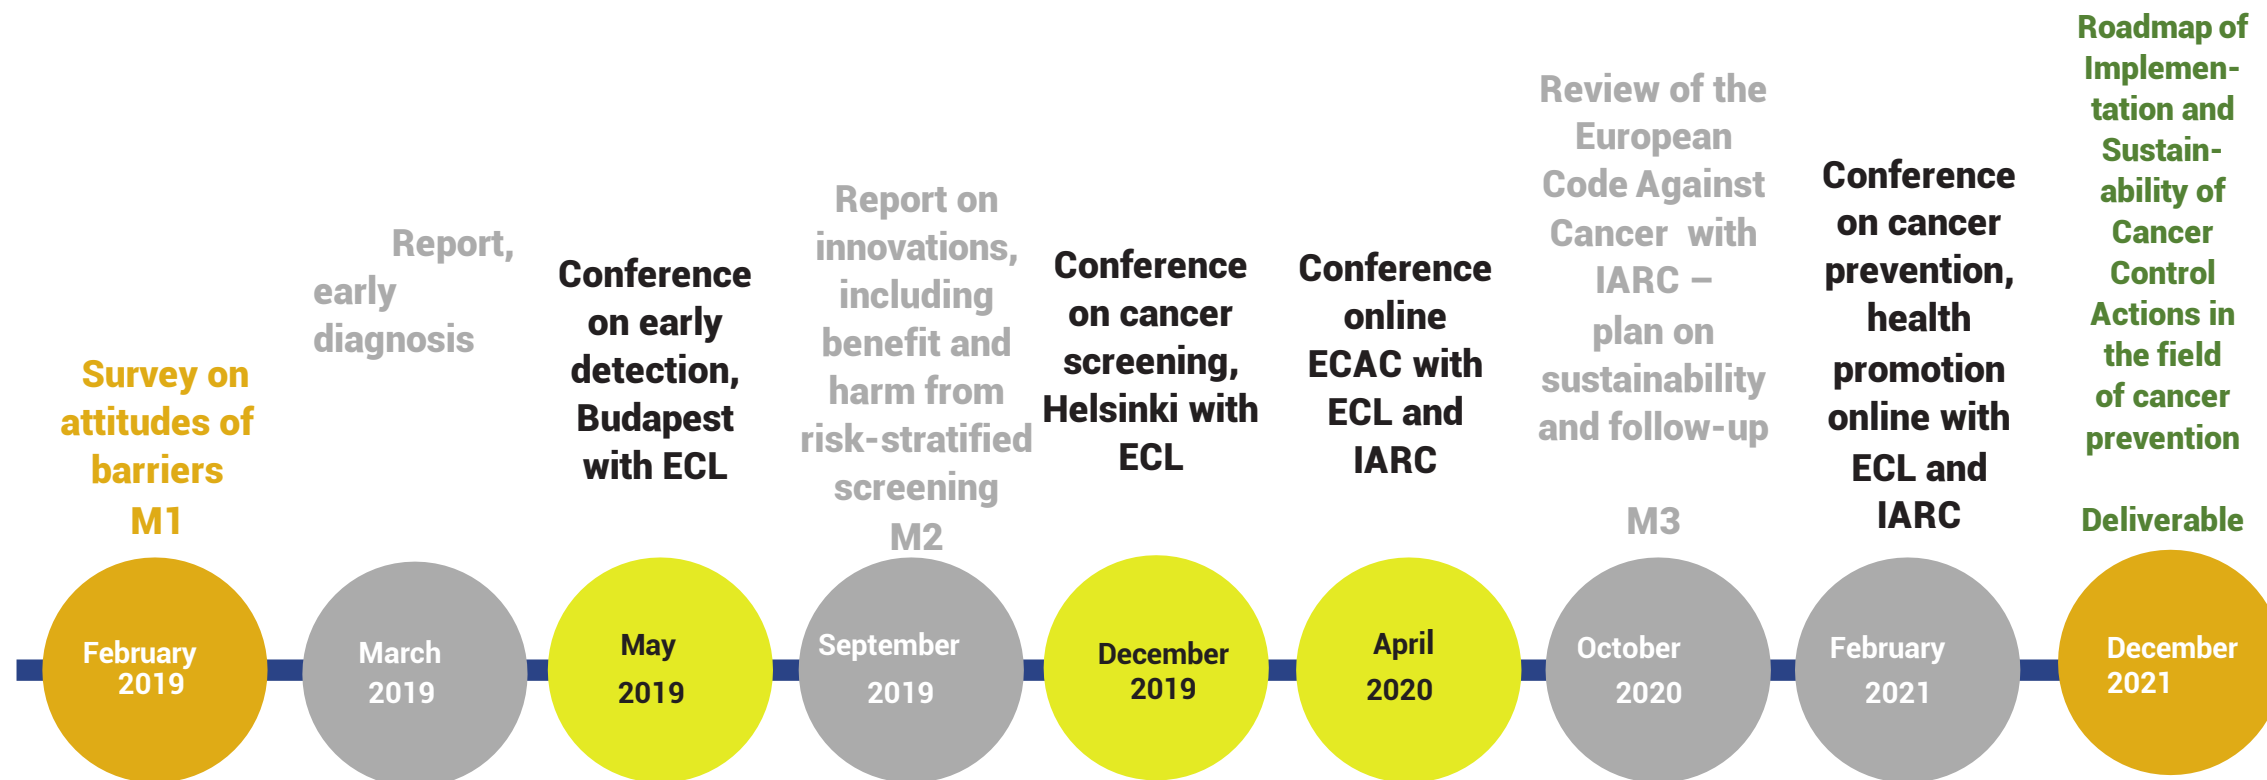 Survey on
attitudes of
barriers
M1
February
2019
Report,
early
diagnosis
March
2019
Conference
on early
detection,
Budapest
with ECL
May
2019
Report on
innovations,
including
benefit and
harm from
risk-stratified
screening
M2
September
2019
Conference
on cancer
screening,
Helsinki with
ECL
December
2019
Conference
online
ECAC with
ECL and
IARC
April
2020
Review of the
European
Code Against
Cancer with
IARC –
plan on
sustainability
and follow-up
M3
October
2020
Conference
on cancer
prevention,
health
promotion
online with
ECL and
IARC
February
2021
Roadmap of
Implemen-
tation and
Sustain-
ability of
Cancer
Control
Actions in
the field
of cancer
prevention
Deliverable
December
2021